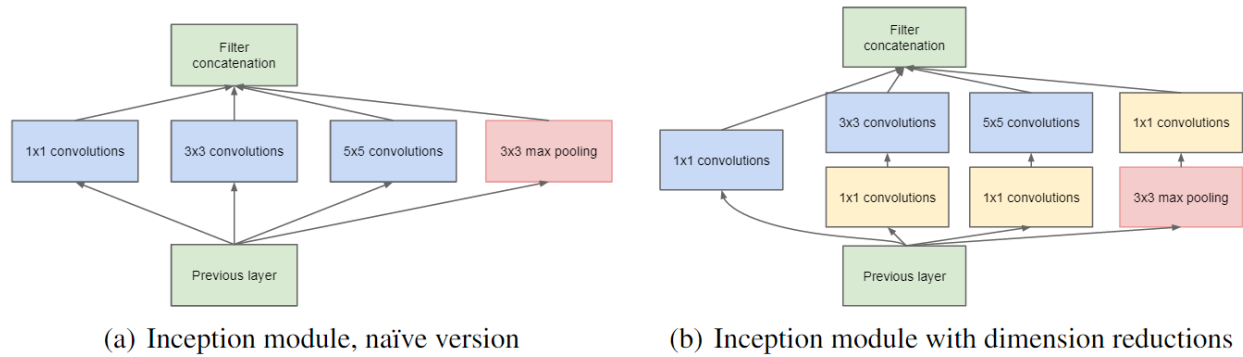 Filter
concatenation
1x1 convolutions
3x3 convolutions
5x5 convolutions
3x3 max pooling
Previous layer
(a) Inception module, naïve version
Filter
concatenation
3x3 convolutions
5x5 convolutions
1x1 convolutions
1x1 convolutions
1x1 convolutions
1x1 convolutions
3x3 max pooling
Previous layer
(b) Inception module with dimension reductions